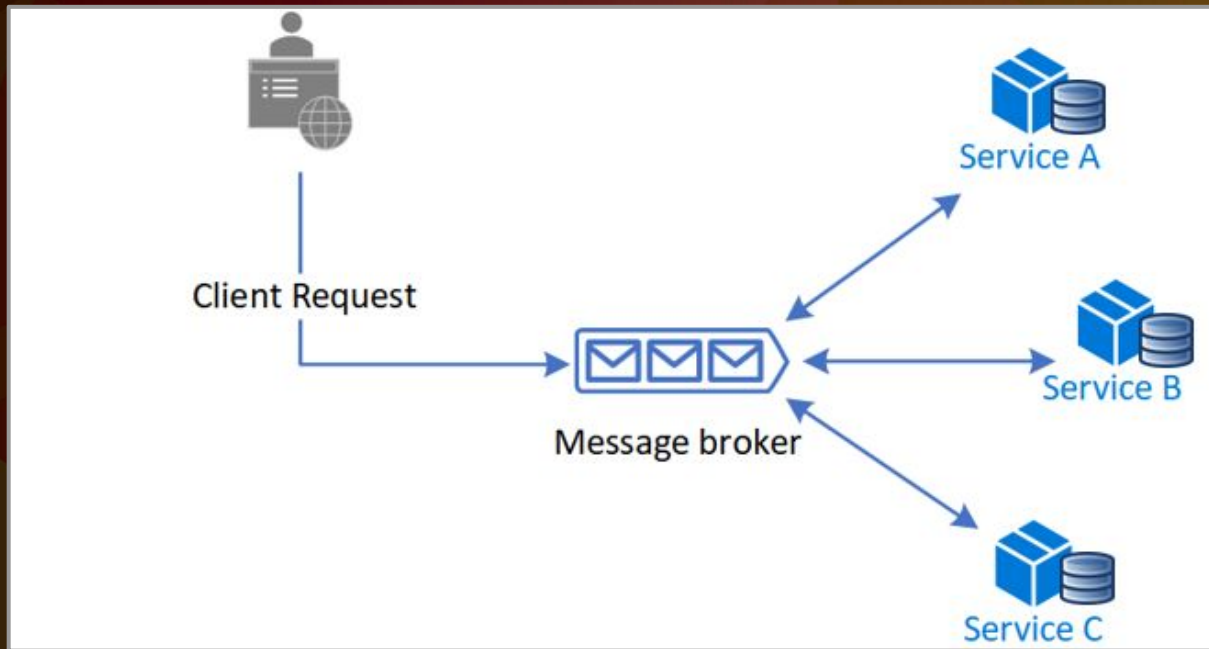 Service A
Client Request
Service B
Message broker
Service C